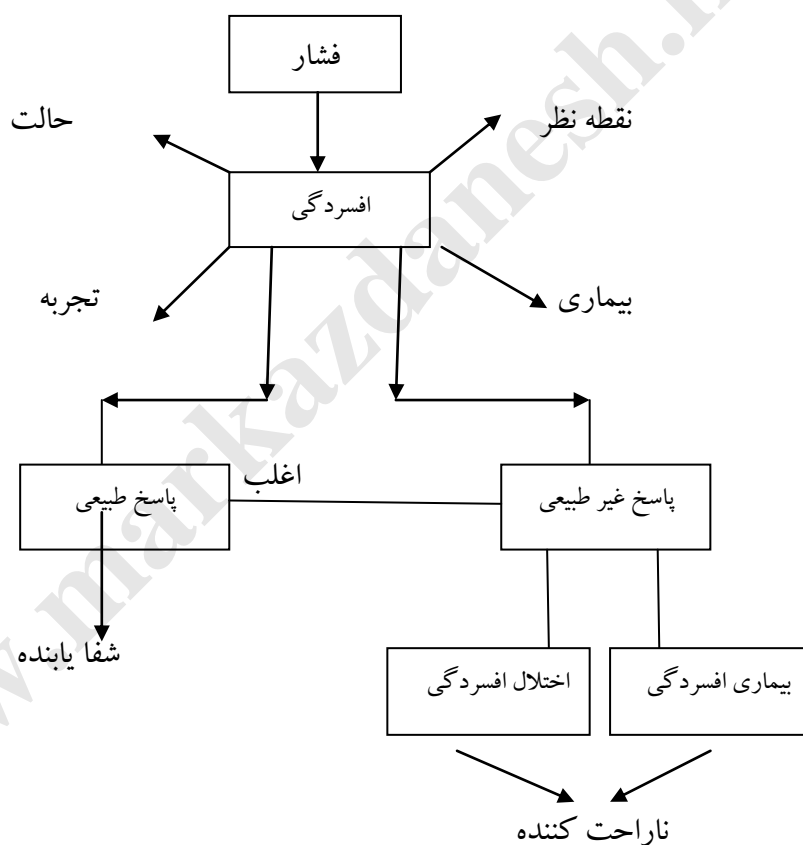 فشار
نقطه نظر
حالت
افسردگی
بیماری
تجربه
اغلب
پاسخ غیر طبیعی
پاسخ طبیعی
شفا یابنده
بیماری افسردگی
اختلال افسردگی
ناراحت کننده
www.markazdanesh.